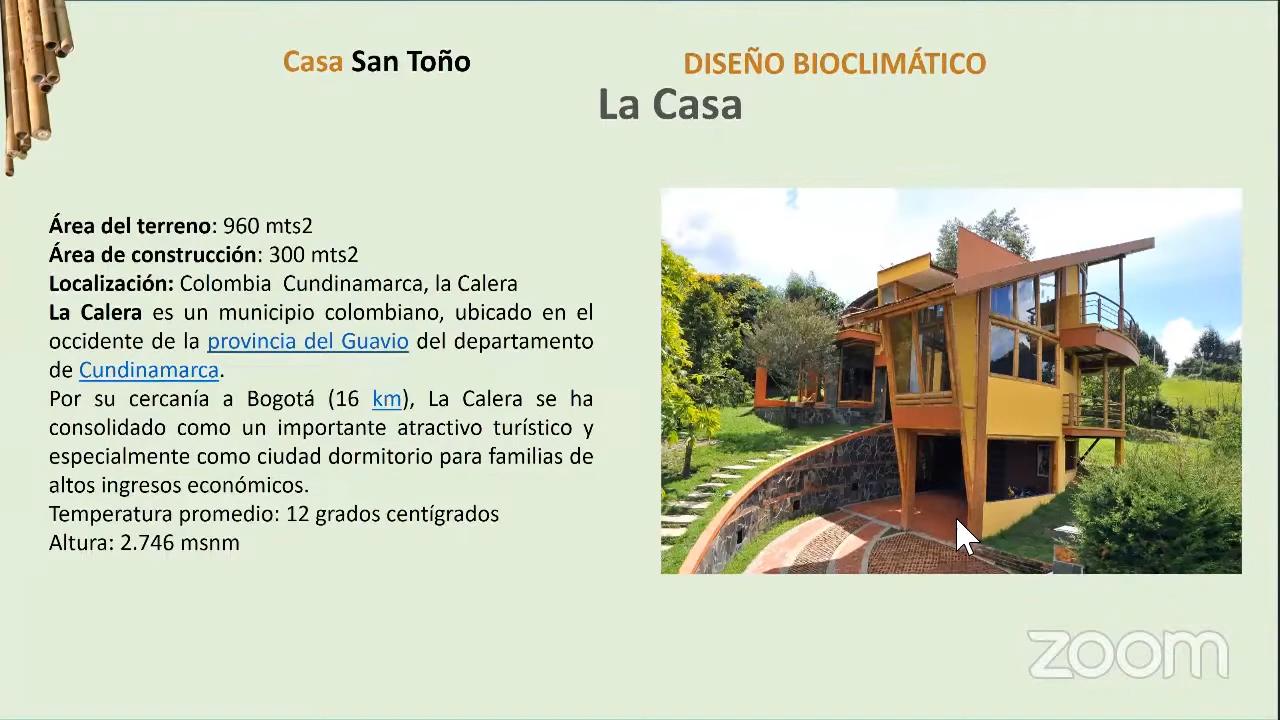 Casa San Toño
DISEÑO BIOCLIMÁTICO
La Casa
Área del terreno: 960 mts2
Área de construcción: 300 mts2
Localización: Colombia  Cundinamarca, la Calera
La Calera es un municipio colombiano, ubicado en el
occidente de la provincia del Guavio del departamento
de Cundinamarca.
Por su cercanía a Bogotá (16 km), La Calera se ha
consolidado como un importante atractivo turístico y
especialmente como ciudad dormitorio para familias de
altos ingresos económicos.
Temperatura promedio: 12 grados centígrados
Altura: 2.746 msnm
zoom